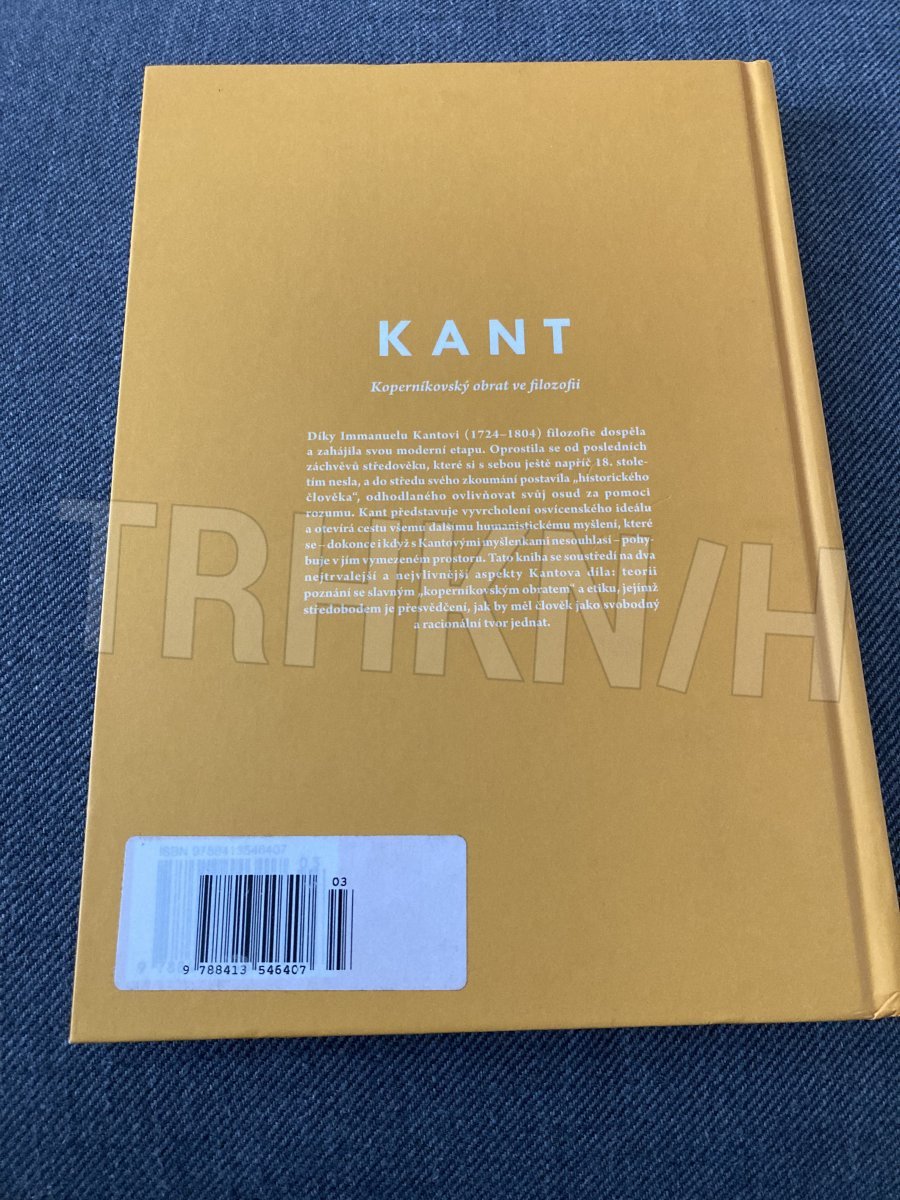 KANT
Koperníkovský obrat ve filozofii
Díky Immanuelu Kantovi (1724–1804) filozofie dospěla
a zahájila svou moderní etapu. Oprostila se od posledních
záchvěvů středověku, které si s sebou ještě napříč 18. stole-
tím nesla, a do středu svého zkoumání postavila „historického
člověka“, odhodlaného ovlivňovat svůj osud za pomoci
rozumu. Kant představuje vyvrcholení osvícenského ideálu
a otevírá cestu všemu dalšímu humanistickému myšlení, které
se – dokonce i když s Kantovými myšlenkami nesouhlasí – pohy-
buje v jím vymezeném prostoru. Tato kniha se soustředí na dva
nejtrvalejší a nejvlivnější aspekty Kantova díla: teorii
poznání se slavným „koperníkovským obratem“ a etiku, jejímž
středobodem je přesvědčení, jak by měl člověk jako svobodný
a racionální tvor jednat.
TRHKNIH
ISBN 9788413546407
03
03
9 788413 546407